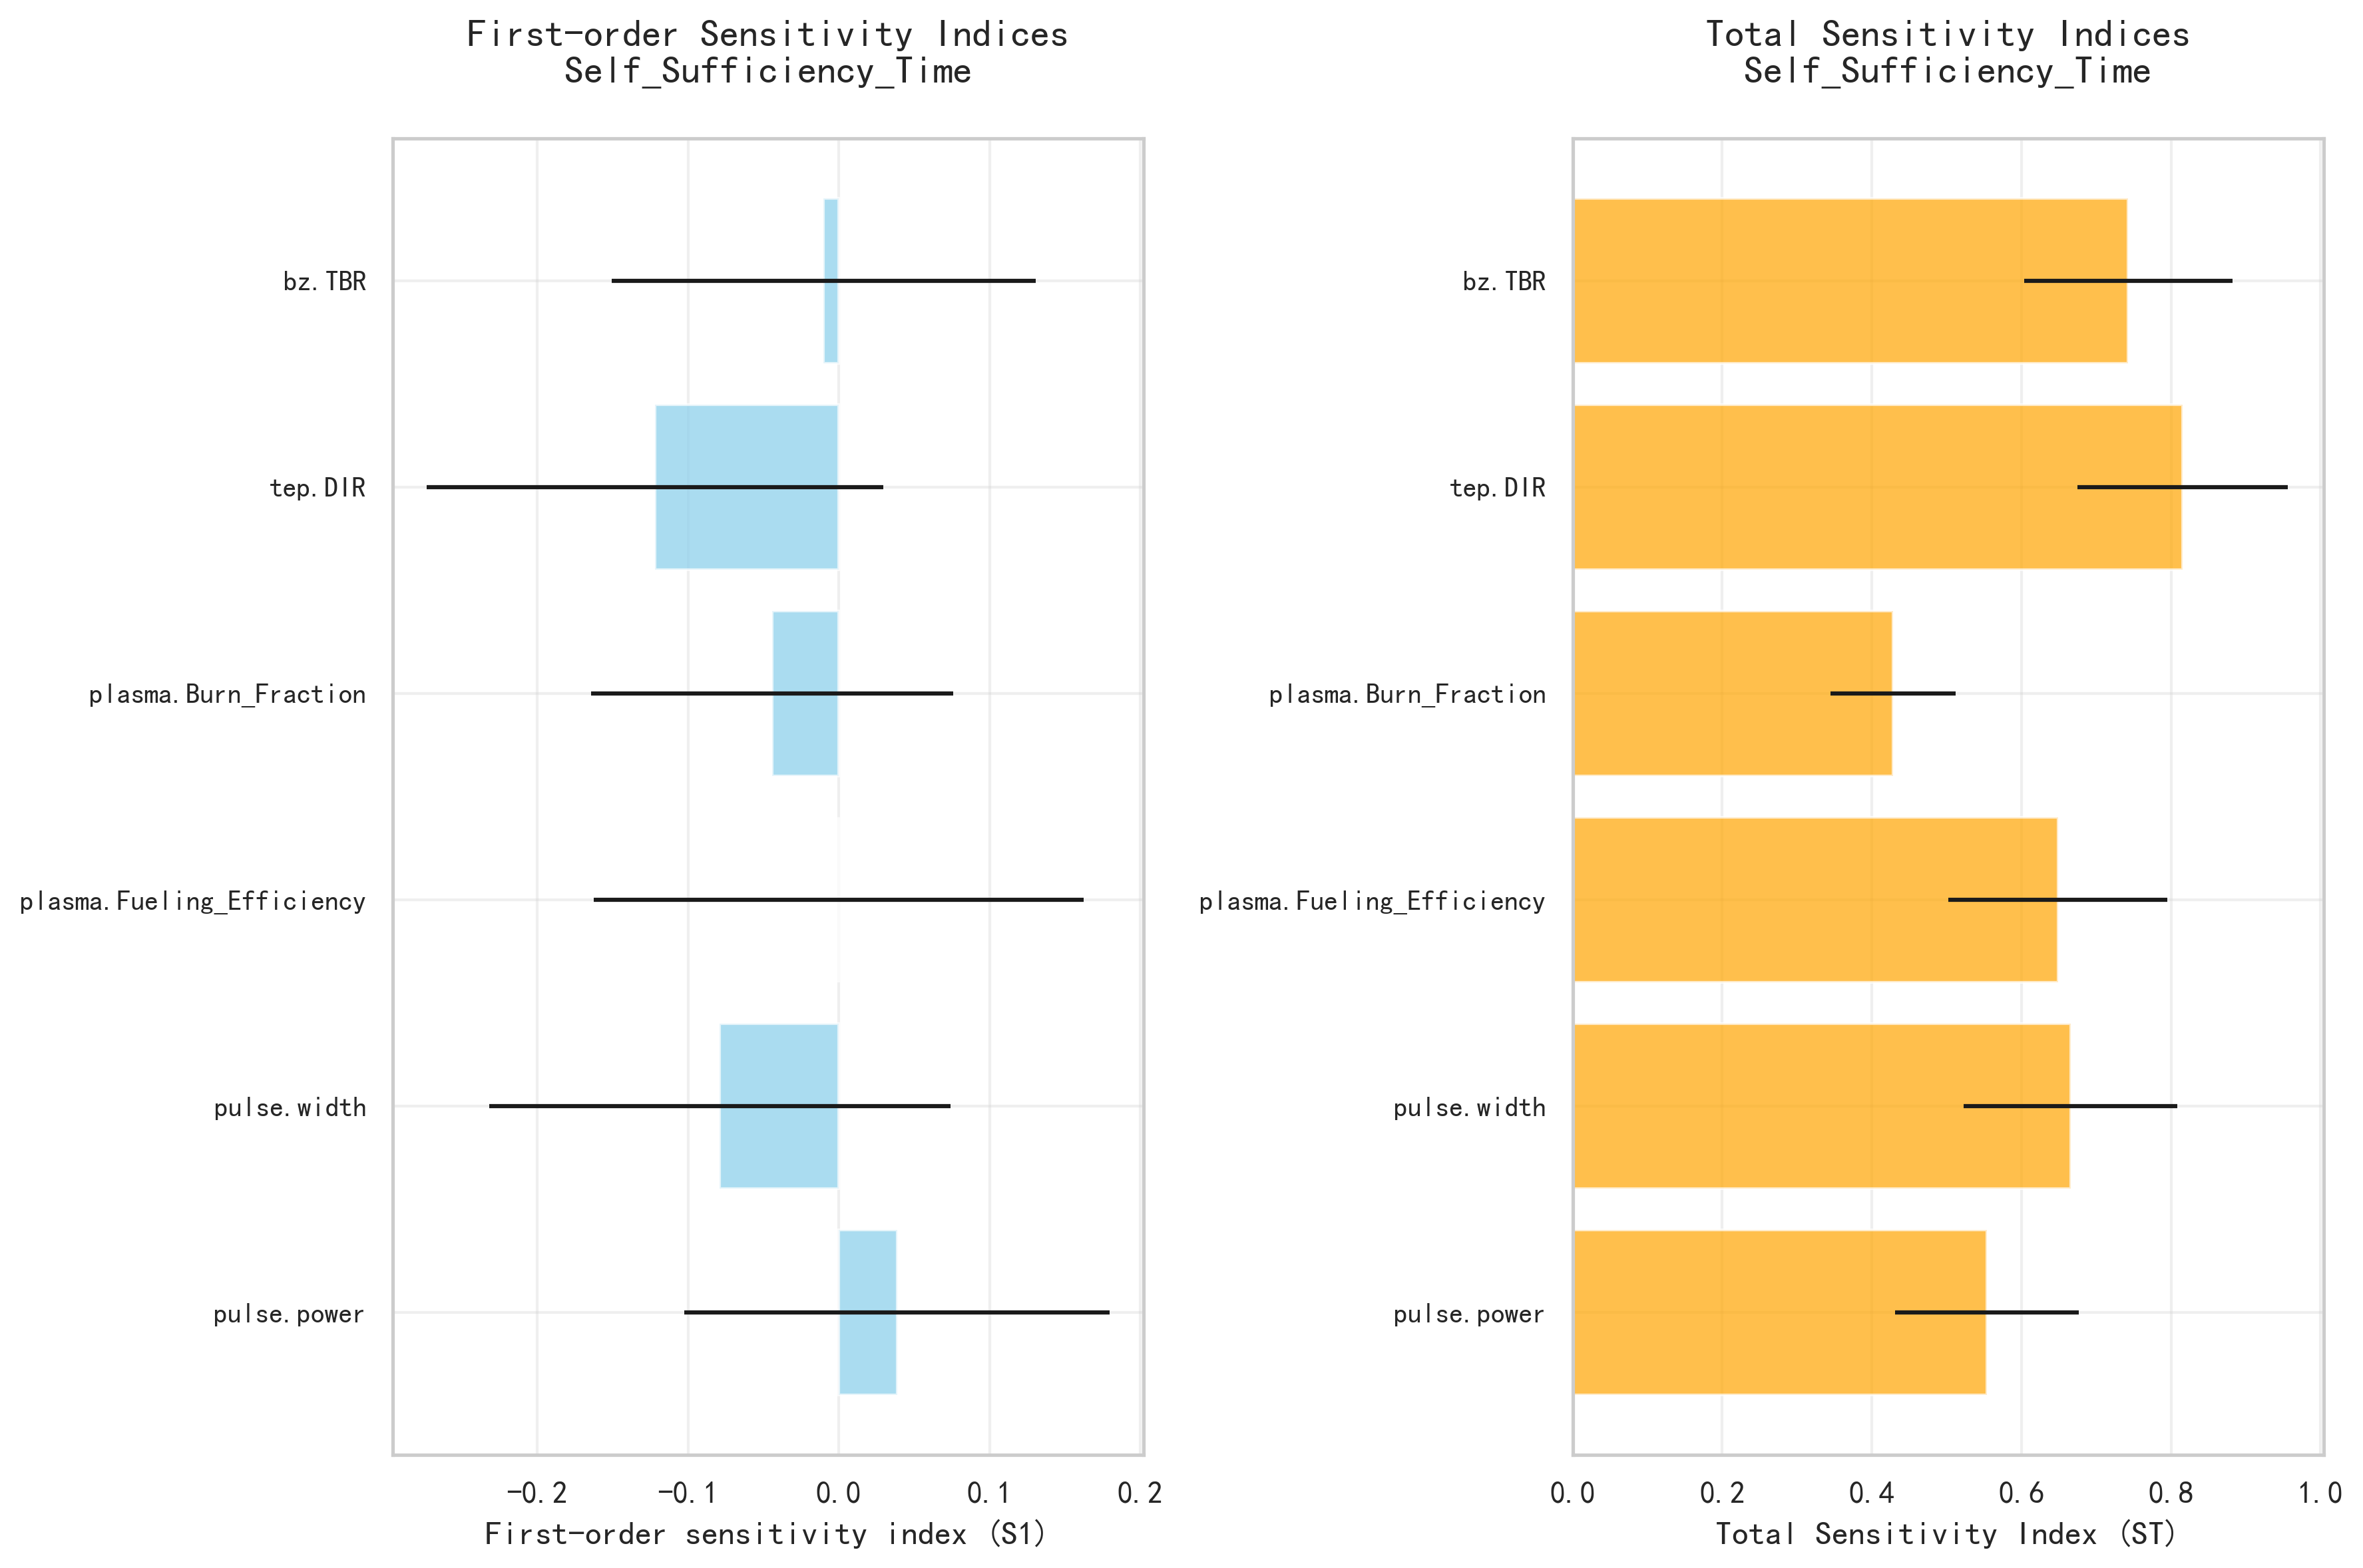 First-order Sensitivity Indices
Self_Sufficiency_Time
bz.TBR
tep.DIR
plasma.Burn_Fraction
plasma.Fueling_Efficiency
pulse.width
pulse.power
-0.2
-0.1
0.0
0.1
0.2
First-order sensitivity index (S1)
Total Sensitivity Indices
Self_Sufficiency_Time
bz.TBR
tep.DIR
plasma.Burn_Fraction
plasma.Fueling_Efficiency
pulse.width
pulse.power
0.0
0.2
0.4
0.6
0.8
1.0
Total Sensitivity Index (ST)